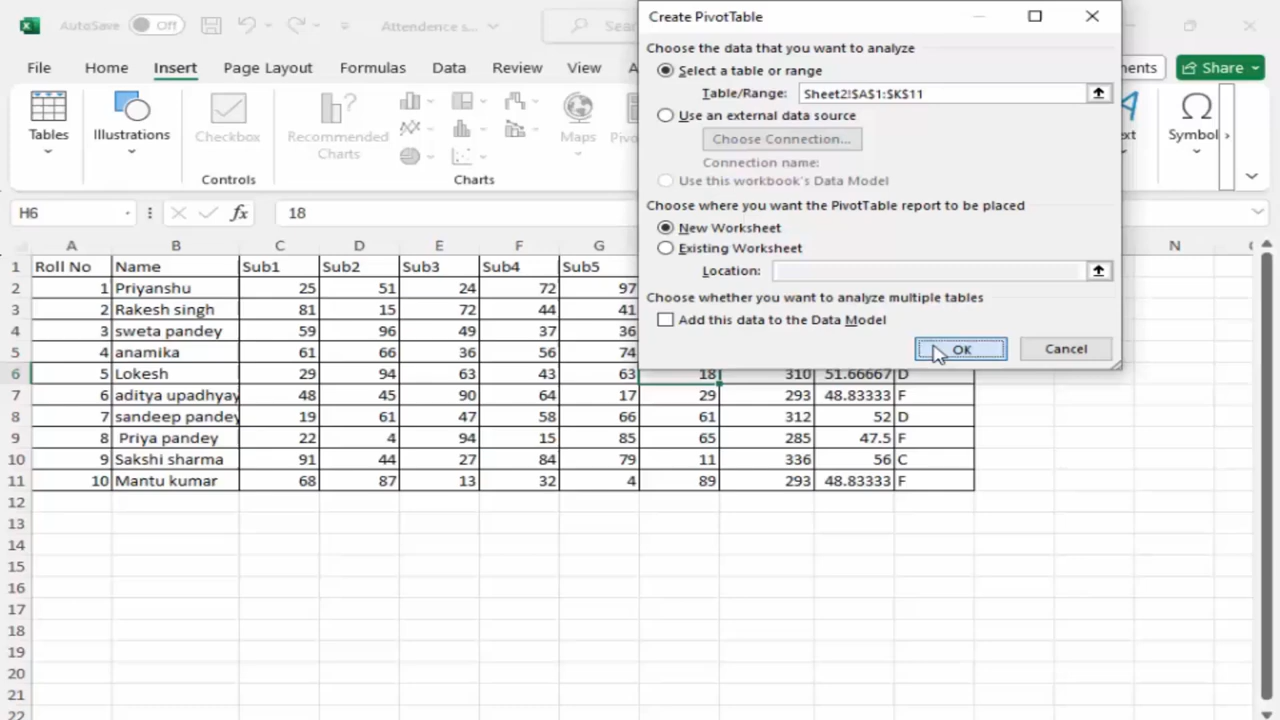 AutoSave Off Attendence s... Sear
Create PivotTable
File Home Insert Page Layout Formulas Data Review View A ents Share
Tables Illustrations Checkbox Recommended Charts Maps Pivo ext Symbol
Controls Charts
Choose the data that you want to analyze
Select a table or range
Table/Range: Sheet2!$A$1:$K$11
Use an external data source
Choose Connection...
Connection name:
Use this workbook's Data Model
Choose where you want the PivotTable report to be placed
New Worksheet
Existing Worksheet
Location:
Choose whether you want to analyze multiple tables
Add this data to the Data Model
OK Cancel
H6 fx 18
A B C D E F G N
1 Roll No Name Sub1 Sub2 Sub3 Sub4 Sub5
2 1 Priyanshu 25 51 24 72 97
3 2 Rakesh singh 81 15 72 44 41
4 3 sweta pandey 59 96 49 37 36
5 4 anamika 61 66 36 56 74
6 5 Lokesh 29 94 63 43 63 18 310 51.66667 D
7 6 aditya upadhyay 48 45 90 64 17 29 293 48.83333 F
8 7 sandeep pandey 19 61 47 58 66 61 312 52 D
9 8 Priya pandey 22 4 94 15 85 65 285 47.5 F
10 9 Sakshi sharma 91 44 27 84 79 11 336 56 C
11 10 Mantu kumar 68 87 13 32 4 89 293 48.83333 F
12
13
14
15
16
17
18
19
20
21
22